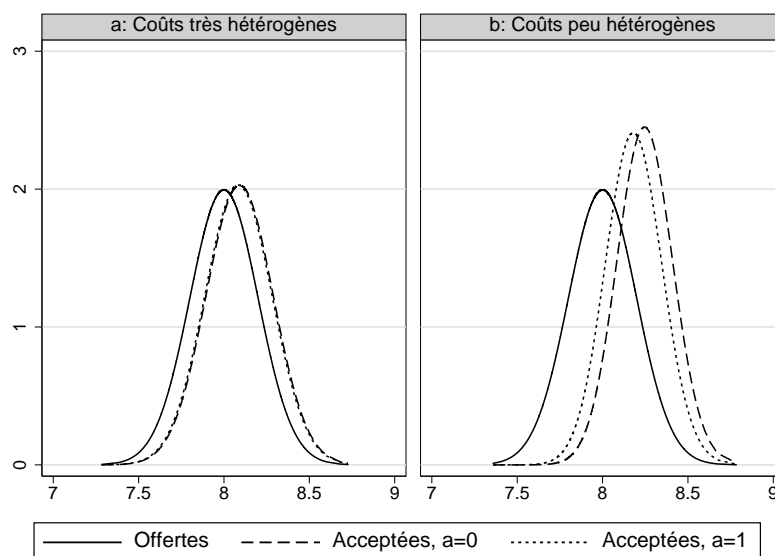 a: Coûts très hétérogènes
b: Coûts peu hétérogènes
3
2
1
0
7 7.5 8 8.5 9
7 7.5 8 8.5 9
Offertes Acceptées, a=0 Acceptées, a=1